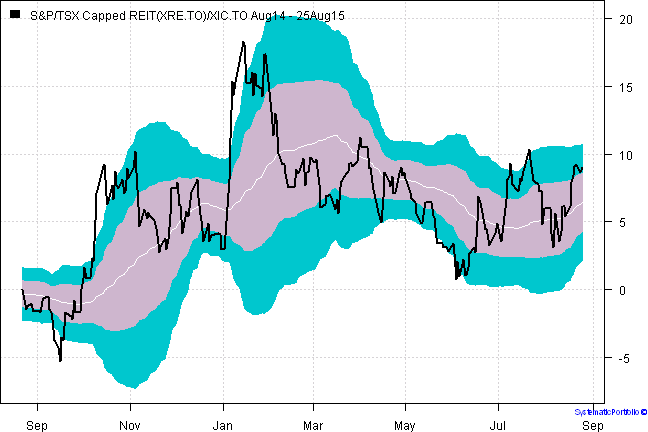 S&P/TSX Capped REIT(XRE.TO)/XIC.TO Aug14 - 25Aug15
20
15
10
5
0
-5
Sep Nov Jan Mar May Jul Sep
SystematicPortfolio ©